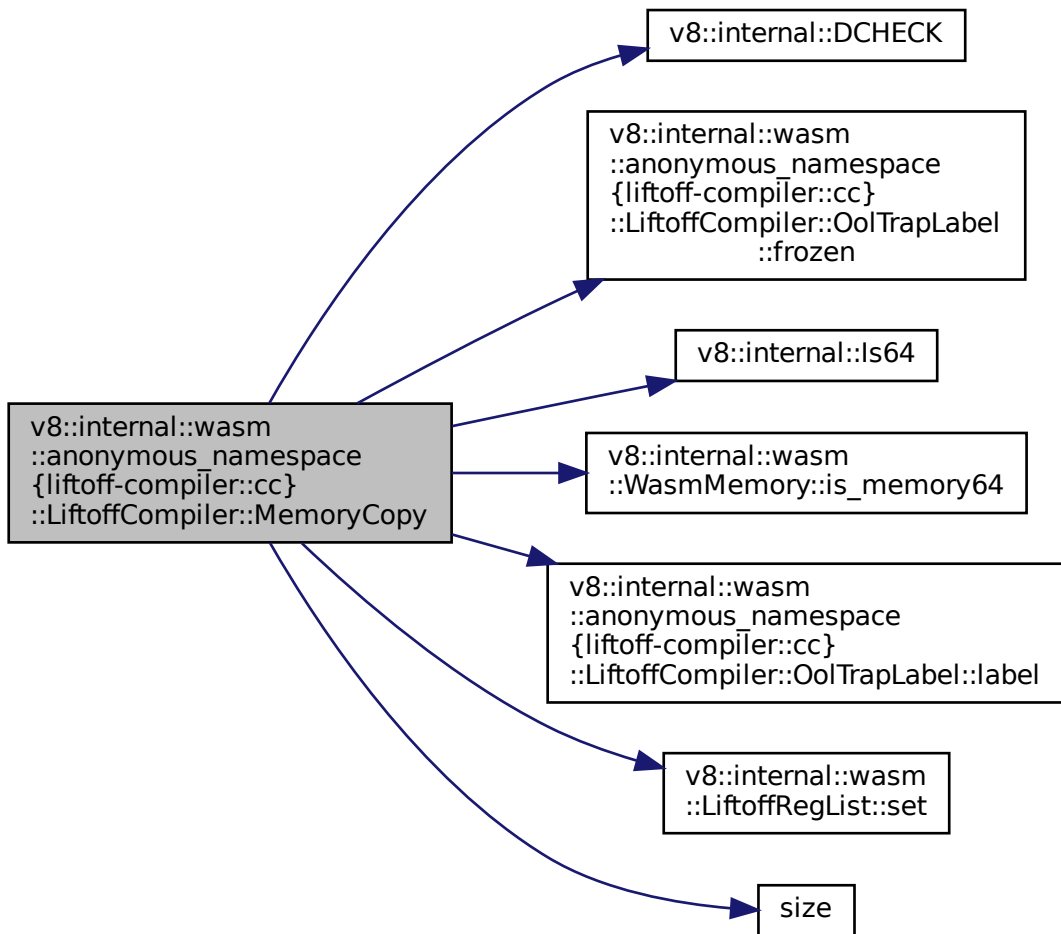 v8::internal::DCHECK
v8::internal::wasm
::anonymous_namespace
{liftoff-compiler::cc}
::LiftoffCompiler::OolTrapLabel
::frozen
v8::internal::Is64
v8::internal::wasm
::anonymous_namespace
{liftoff-compiler::cc}
::LiftoffCompiler::MemoryCopy
v8::internal::wasm
::WasmMemory::is_memory64
v8::internal::wasm
::anonymous_namespace
{liftoff-compiler::cc}
::LiftoffCompiler::OolTrapLabel::label
v8::internal::wasm
::LiftoffRegList::set
size